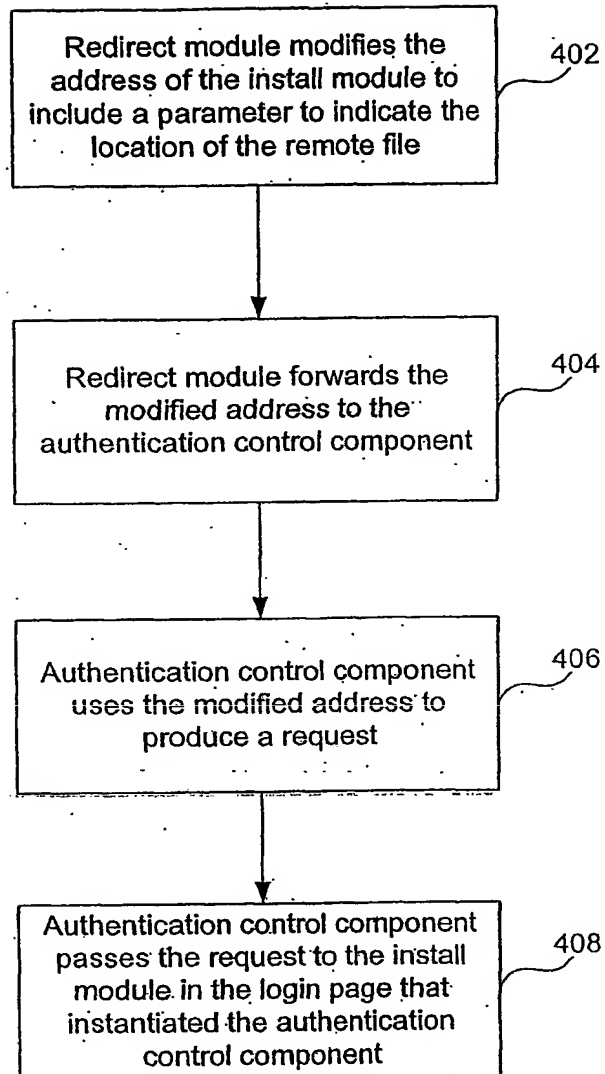 Redirect module modifies the
address of the install module to
include a parameter to indicate the
location of the remote file
402
Redirect module forwards the
modified address to the
authentication control component
404
Authentication control component
uses the modified address to
produce a request
406
Authentication control component
passes the request to the install
module in the login page that
instantiated the authentication
control component
408